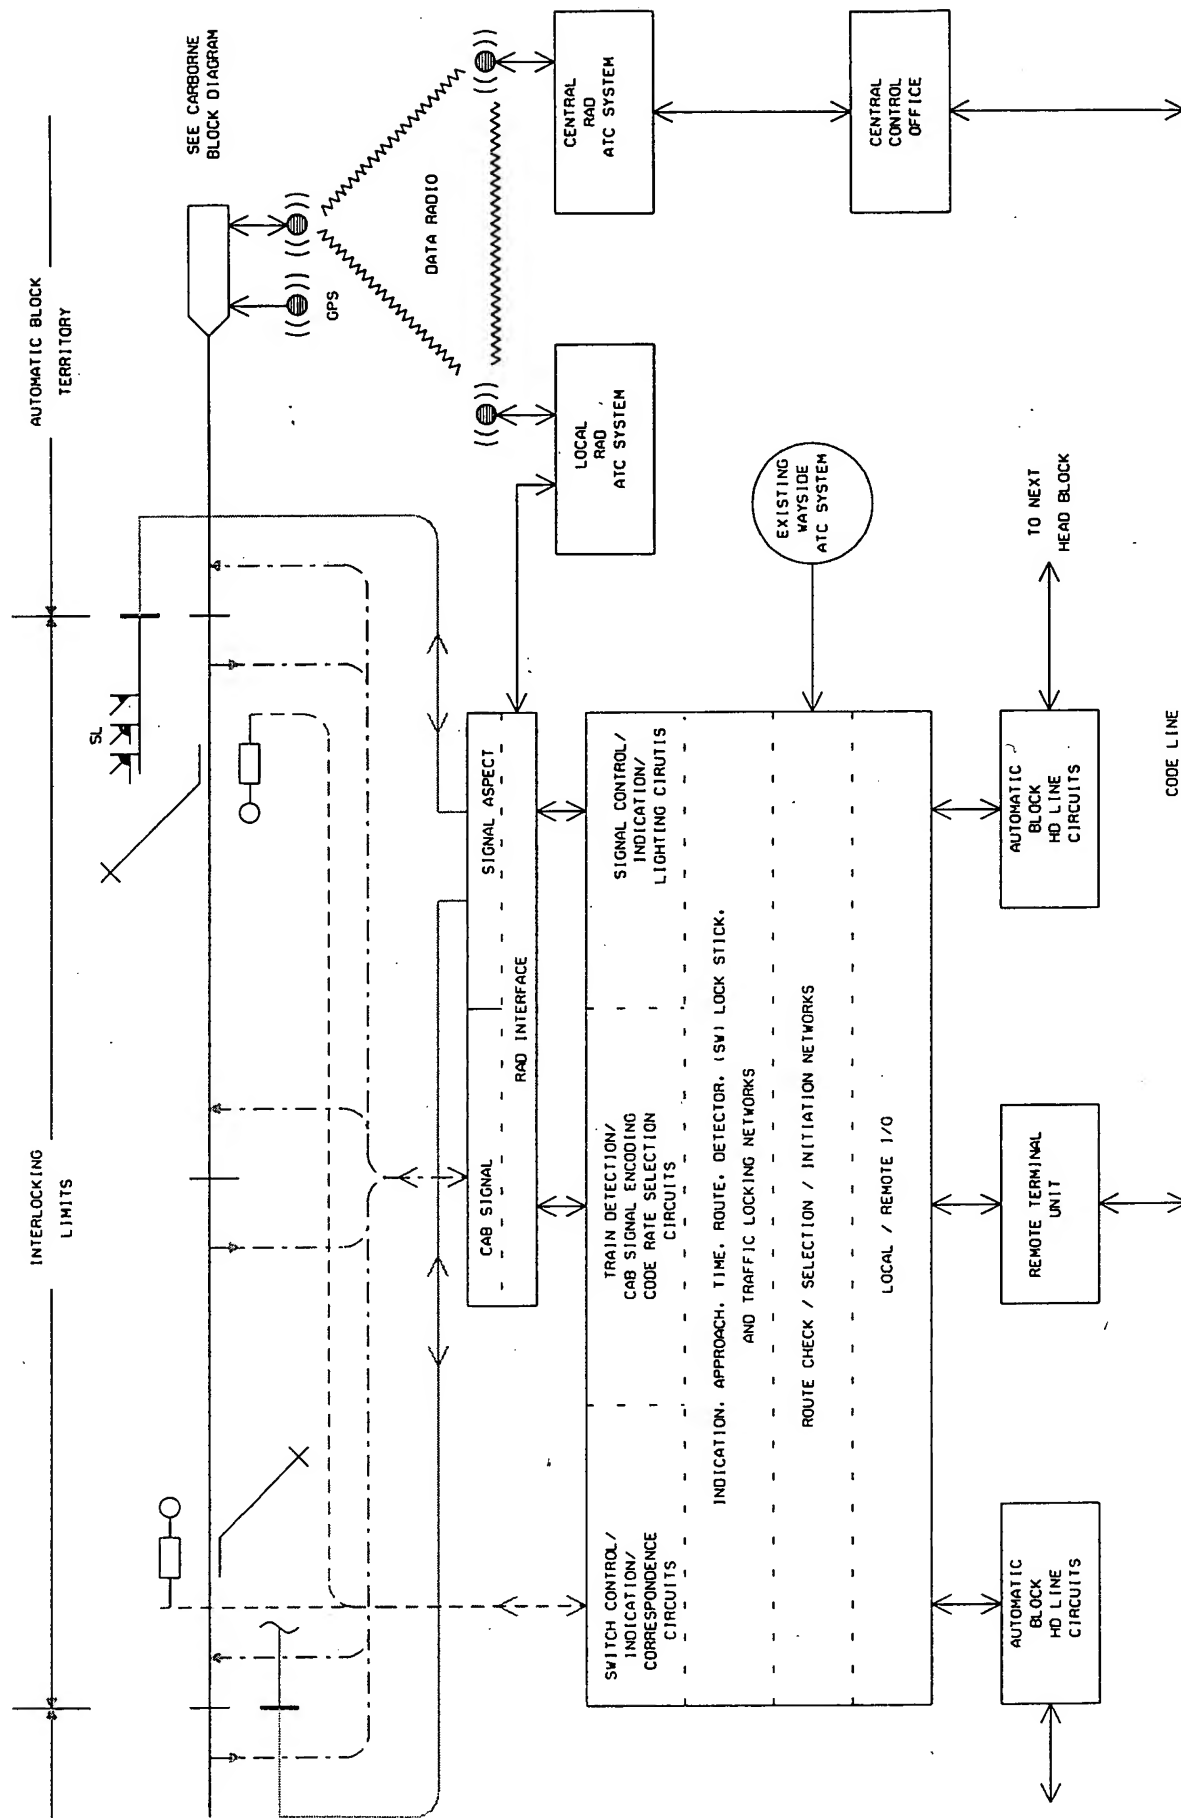 INTERLOCKING
LIMITS
AUTOMATIC BLOCK
TERRITORY
SEE CARBORNE
BLOCK DIAGRAM
SL
GPS
DATA RADIO
CAB SIGNAL
SIGNAL ASPECT
RAD INTERFACE
LOCAL
RAD
ATC SYSTEM
CENTRAL
RAD
ATC SYSTEM
SWITCH CONTROL/
INDICATION/
CORRESPONDENCE
CIRCUITS
TRAIN DETECTION/
CAB SIGNAL ENCODING
CODE RATE SELECTION
CIRCUITS
SIGNAL CONTROL/
INDICATION/
LIGHTING CIRUTIS
INDICATION, APPROACH, TIME, ROUTE, DETECTOR, (SW) LOCK STICK,
AND TRAFFIC LOCKING NETWORKS
ROUTE CHECK / SELECTION / INITIATION NETWORKS
LOCAL / REMOTE I/O
EXISTING
WAYSIDE
ATC SYSTEM
CENTRAL
CONTROL
OFFICE
AUTOMATIC
BLOCK
HD LINE
CIRCUITS
REMOTE TERMINAL
UNIT
AUTOMATIC
BLOCK
HD LINE
CIRCUITS
TO NEXT
HEAD BLOCK
CODE LINE